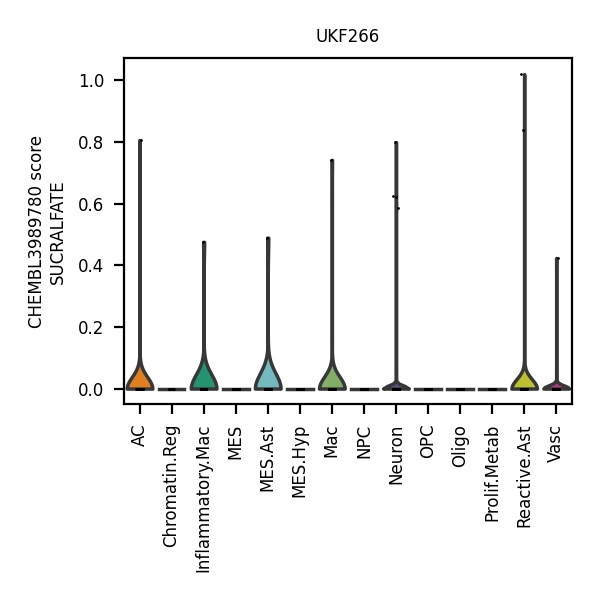 UKF266
CHEMBL3989780 score
SUCRALFATE
1.0
0.8
0.6
0.4
0.2
0.0
AC
Chromatin.Reg
Inflammatory.Mac
MES
MES.Ast
MES.Hyp
Mac
NPC
Neuron
OPC
Oligo
Prolif.Metab
Reactive.Ast
Vasc